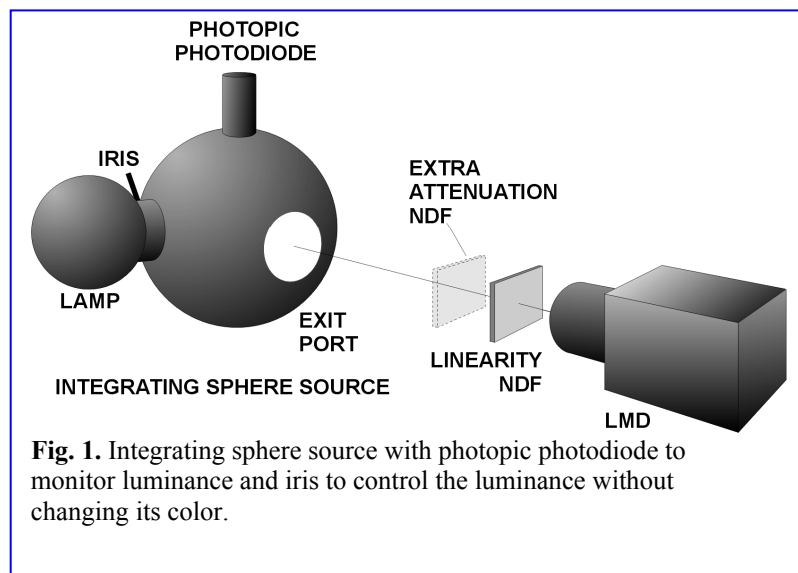 PHOTOPIC
PHOTODIODE
IRIS
EXTRA
ATTENUATION
NDF
LAMP
EXIT
PORT
LINEARITY
NDF
INTEGRATING SPHERE SOURCE
LMD
Fig. 1. Integrating sphere source with photopic photodiode to
monitor luminance and iris to control the luminance without
changing its color.